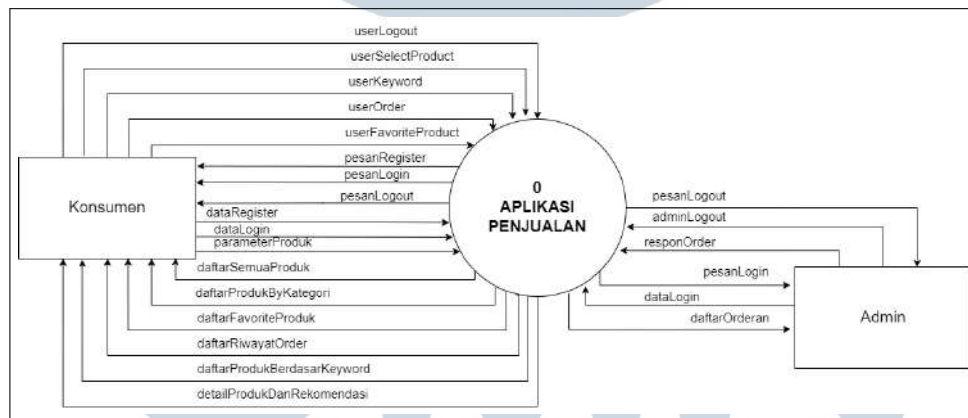 userLogout
userSelectProduct
userKeyword
userOrder
userFavoriteProduct
pesanRegister
pesanLogin
pesanLogout
Konsumen
dataRegister
dataLogin
parameterProduk
daftarSemuaProduk
daftarProdukByKategori
daftarFavoriteProduk
daftarRiwayatOrder
daftarProdukBerdasarKeyword
detailProdukDanRekomendasi
0
APLIKASI
PENJUALAN
pesanLogout
adminLogout
responOrder
pesanLogin
dataLogin
daftarOrderan
Admin